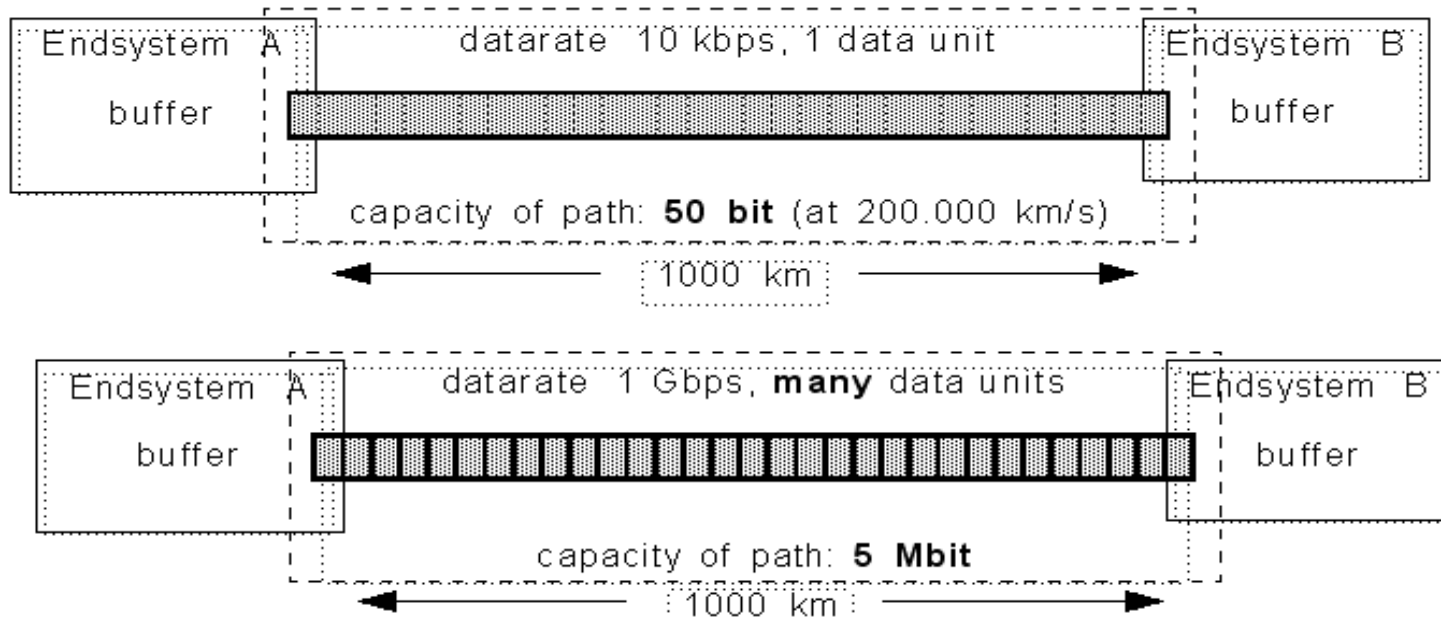 Endsystem A
datarate 10 kbps, 1 data unit
Endsystem B
buffer
buffer
capacity of path: 50 bit (at 200.000 km/s)
1000 km
Endsystem A
datarate 1 Gbps, many data units
Endsystem B
buffer
buffer
capacity of path: 5 Mbit
1000 km